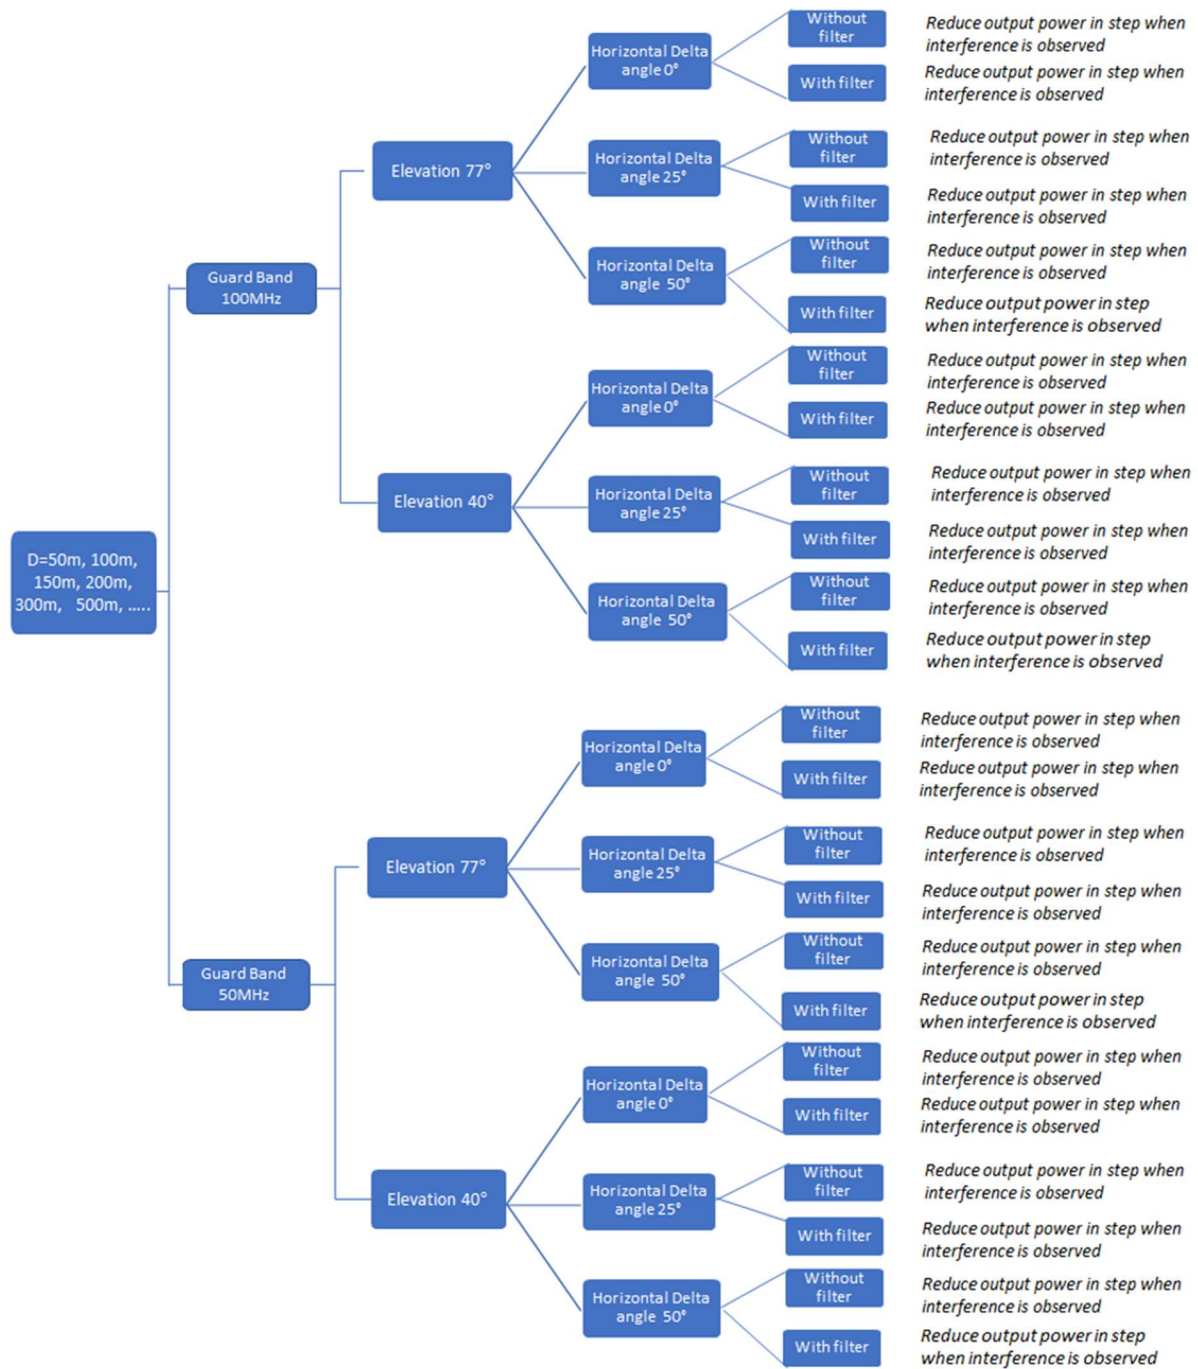 Without
filter
Reduce output power in step when
interference is observed
Horizontal Delta
angle 0°
With filter
Reduce output power in step when
interference is observed
Elevation 77°
Without
filter
Reduce output power in step when
interference is observed
Horizontal Delta
angle 25°
With filter
Reduce output power in step when
interference is observed
Guard Band
100MHz
Without
filter
Reduce output power in step when
interference is observed
Horizontal Delta
angle 50°
With filter
Reduce output power in step
when interference is observed
Without
filter
Reduce output power in step when
interference is observed
Horizontal Delta
angle 0°
With filter
Reduce output power in step when
interference is observed
Elevation 40°
Without
filter
Reduce output power in step when
interference is observed
Horizontal Delta
angle 25°
With filter
Reduce output power in step when
interference is observed
D=50m, 100m,
150m, 200m,
300m, 500m, .....
Without
filter
Reduce output power in step when
interference is observed
Horizontal Delta
angle 50°
With filter
Reduce output power in step
when interference is observed
Without
filter
Reduce output power in step when
interference is observed
Horizontal Delta
angle 0°
With filter
Reduce output power in step when
interference is observed
Elevation 77°
Without
filter
Reduce output power in step when
interference is observed
Horizontal Delta
angle 25°
With filter
Reduce output power in step when
interference is observed
Guard Band
50MHz
Without
filter
Reduce output power in step when
interference is observed
Horizontal Delta
angle 50°
With filter
Reduce output power in step
when interference is observed
Without
filter
Reduce output power in step when
interference is observed
Horizontal Delta
angle 0°
With filter
Reduce output power in step when
interference is observed
Elevation 40°
Without
filter
Reduce output power in step when
interference is observed
Horizontal Delta
angle 25°
With filter
Reduce output power in step when
interference is observed
Without
filter
Reduce output power in step when
interference is observed
Horizontal Delta
angle 50°
With filter
Reduce output power in step
when interference is observed